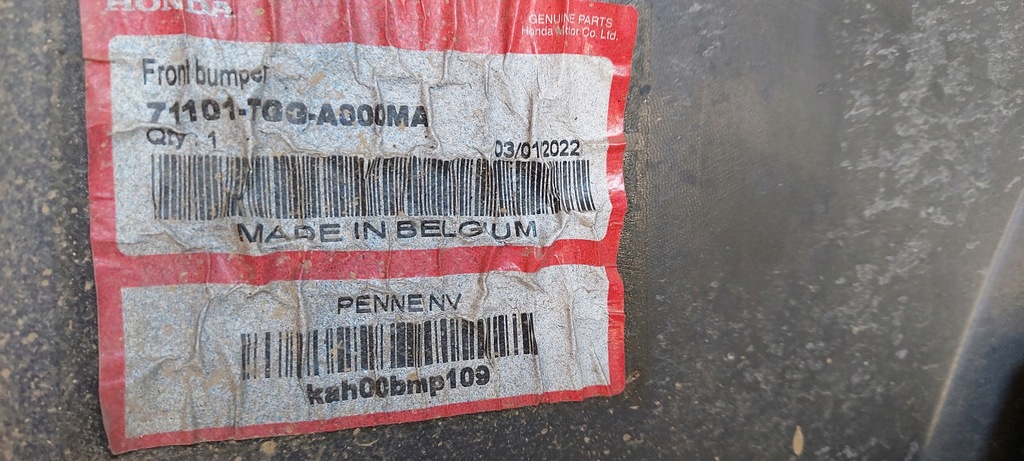 HONDA
GENUINE PARTS
Honda Motor Co. Ltd.
Front bumper
71101-TGG-A000MA
Qty : 1
03/01/2022
MADE IN BELGIUM
PENNE NV
kah00bmp109